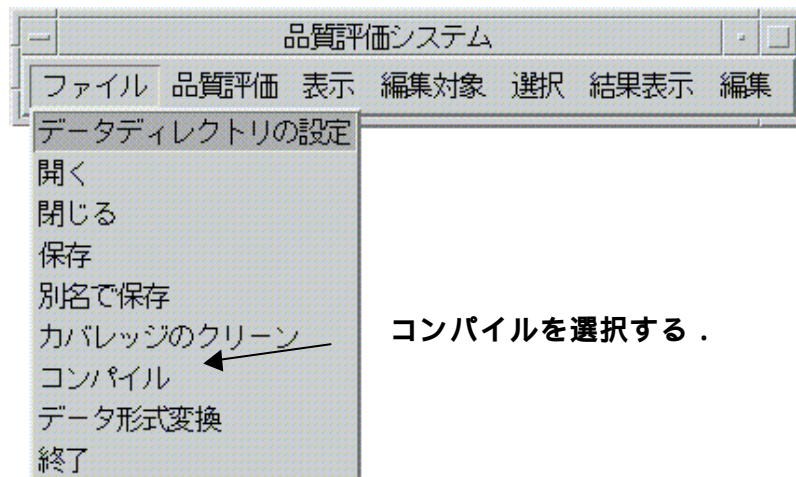 品質評価システム
ファイル 品質評価 表示 編集対象 選択 結果表示 編集
データディレクトリの設定
開く
閉じる
保存
別名で保存
カバレッジのクリーン
コンパイルを選択する .
コンパイル
データ形式変換
終了